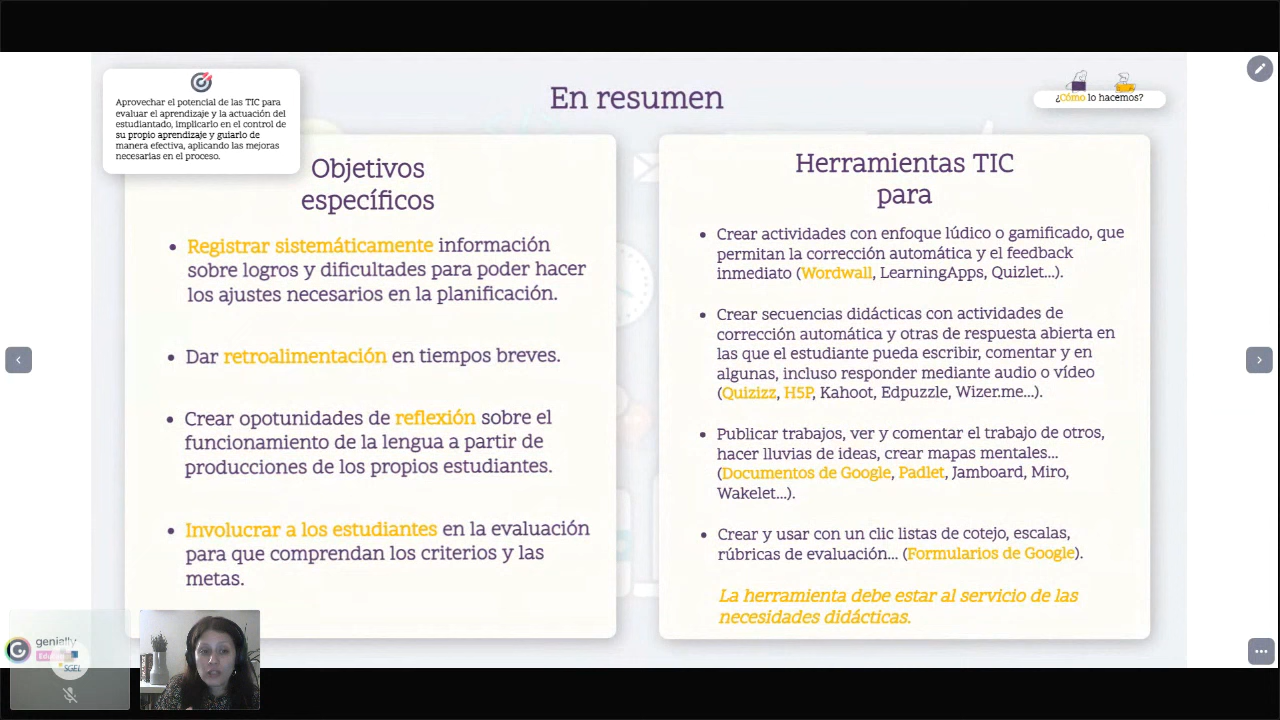 Aprovechar el potencial de las TIC para
evaluar el aprendizaje y la actuación del
estudiantado, implicarlo en el control de
su propio aprendizaje y guiarlo de
manera efectiva, aplicando las mejoras
necesarias en el proceso.
En resumen
¿Cómo lo hacemos?
Objetivos
específicos
• Registrar sistemáticamente información
sobre logros y dificultades para poder hacer
los ajustes necesarios en la planificación.
• Dar retroalimentación en tiempos breves.
• Crear opotunidades de reflexión sobre el
funcionamiento de la lengua a partir de
producciones de los propios estudiantes.
• Involucrar a los estudiantes en la evaluación
para que comprendan los criterios y las
metas.
Herramientas TIC
para
• Crear actividades con enfoque lúdico o gamificado, que
permitan la corrección automática y el feedback
inmediato (Wordwall, LearningApps, Quizlet...).
• Crear secuencias didácticas con actividades de
corrección automática y otras de respuesta abierta en
las que el estudiante pueda escribir, comentar y en
algunas, incluso responder mediante audio o vídeo
(Quizizz, H5P, Kahoot, Edpuzzle, Wizer.me...).
• Publicar trabajos, ver y comentar el trabajo de otros,
hacer lluvias de ideas, crear mapas mentales...
(Documentos de Google, Padlet, Jamboard, Miro,
Wakelet...).
• Crear y usar con un clic listas de cotejo, escalas,
rúbricas de evaluación... (Formularios de Google).
La herramienta debe estar al servicio de las
necesidades didácticas.
genially
SGEL